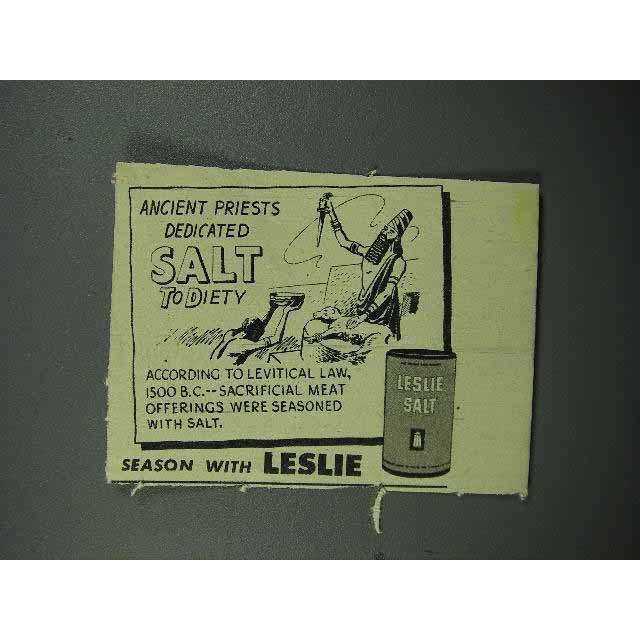 ANCIENT PRIESTS
DEDICATED
SALT
TO DIETY
ACCORDING TO LEVITICAL LAW,
1500 B.C.--SACRIFICIAL MEAT
OFFERINGS WERE SEASONED
WITH SALT.
LESLIE
SALT
SEASON WITH LESLIE